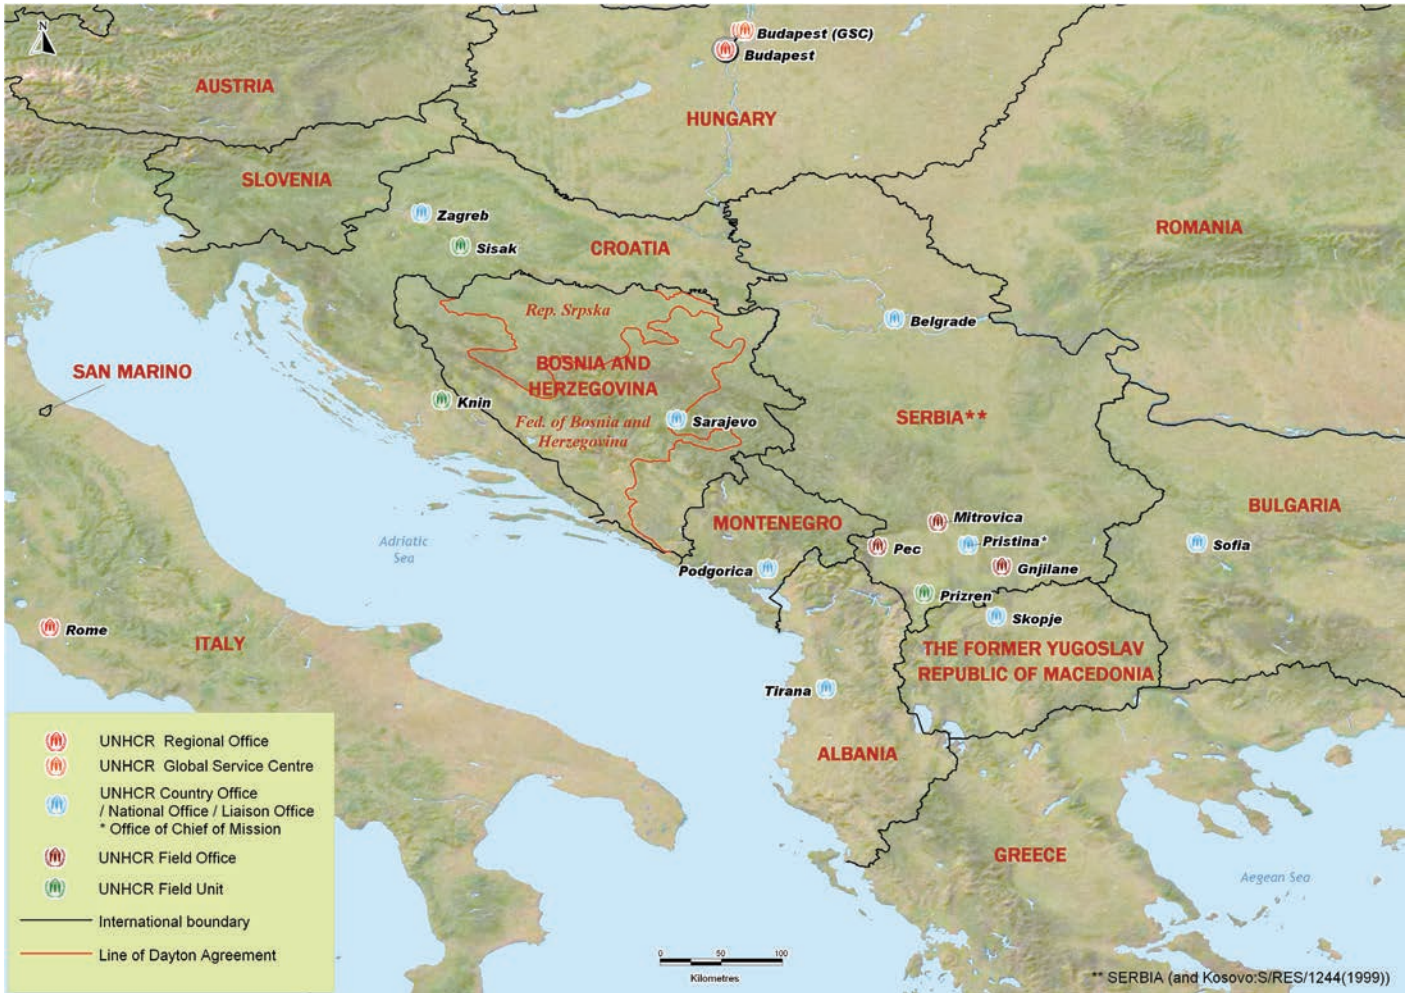 N
Budapest (GSC)
Budapest
AUSTRIA
HUNGARY
SLOVENIA
ROMANIA
Zagreb
Sisak
CROATIA
Rep. Srpska
Belgrade
SAN MARINO
BOSNIA AND
HERZEGOVINA
Knin
Fed. of Bosnia and
Herzegovina
Sarajevo
SERBIA**
BULGARIA
Mitrovica
MONTENEGRO
Adriatic
Sea
Pec
Pristina*
Sofia
Gnjilane
Podgorica
Prizren
Skopje
Rome
ITALY
THE FORMER YUGOSLAV
REPUBLIC OF MACEDONIA
Tirana
ALBANIA
GREECE
Aegean Sea
UNHCR Regional Office
UNHCR Global Service Centre
UNHCR Country Office
/ National Office / Liaison Office
* Office of Chief of Mission
UNHCR Field Office
UNHCR Field Unit
International boundary
Line of Dayton Agreement
0 50 100
Kilometres
** SERBIA (and Kosovo:S/RES/1244(1999))